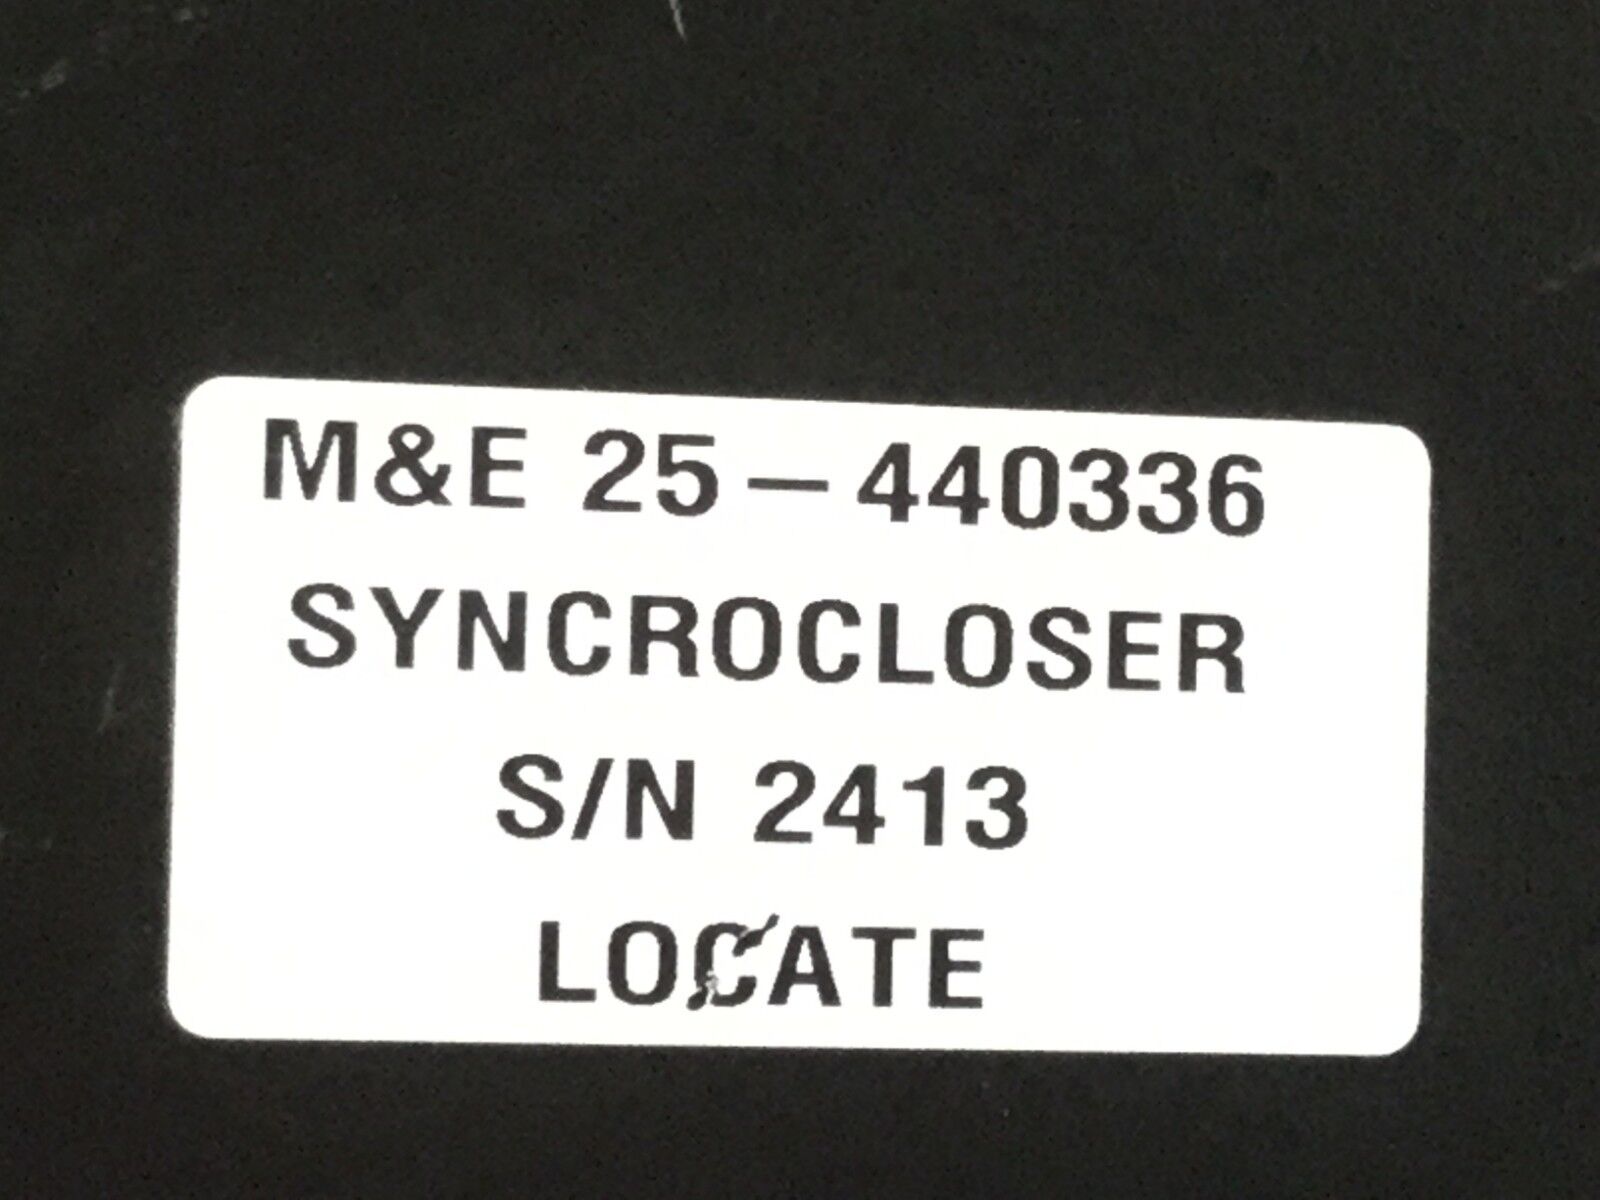 M&E 25-440336
SYNCROCLOSER
S/N 2413
LOCATE